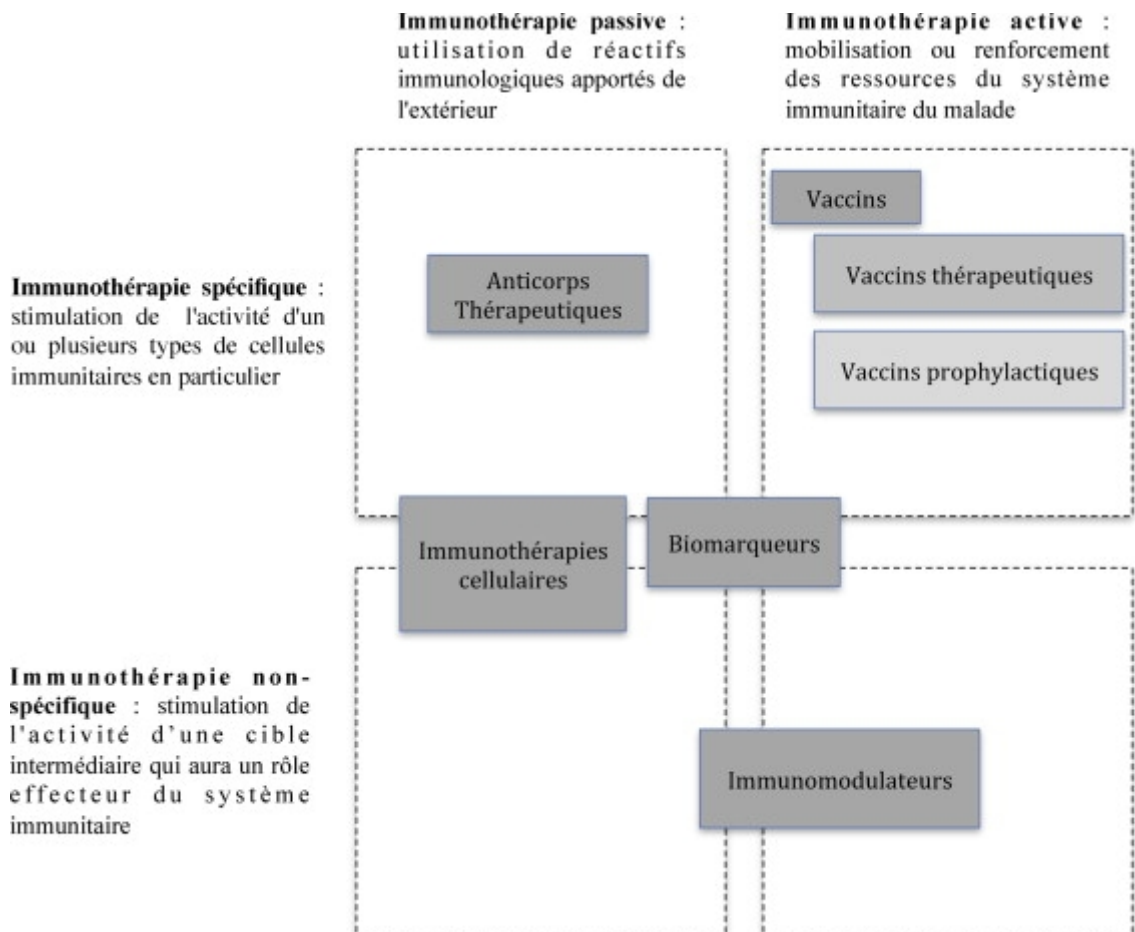 Immunothérapie passive :
utilisation de réactifs
immunologiques apportés de
l'extérieur
Immunothérapie active :
mobilisation ou renforcement
des ressources du système
immunitaire du malade
Immunothérapie spécifique :
stimulation de l'activité d'un
ou plusieurs types de cellules
immunitaires en particulier
Anticorps
Thérapeutiques
Vaccins
Vaccins thérapeutiques
Vaccins prophylactiques
Immunothérapies
cellulaires
Biomarqueurs
Immunothérapie non-
spécifique : stimulation de
l'activité d’une cible
intermédiaire qui aura un rôle
effecteur du système
immunitaire
Immunomodulateurs